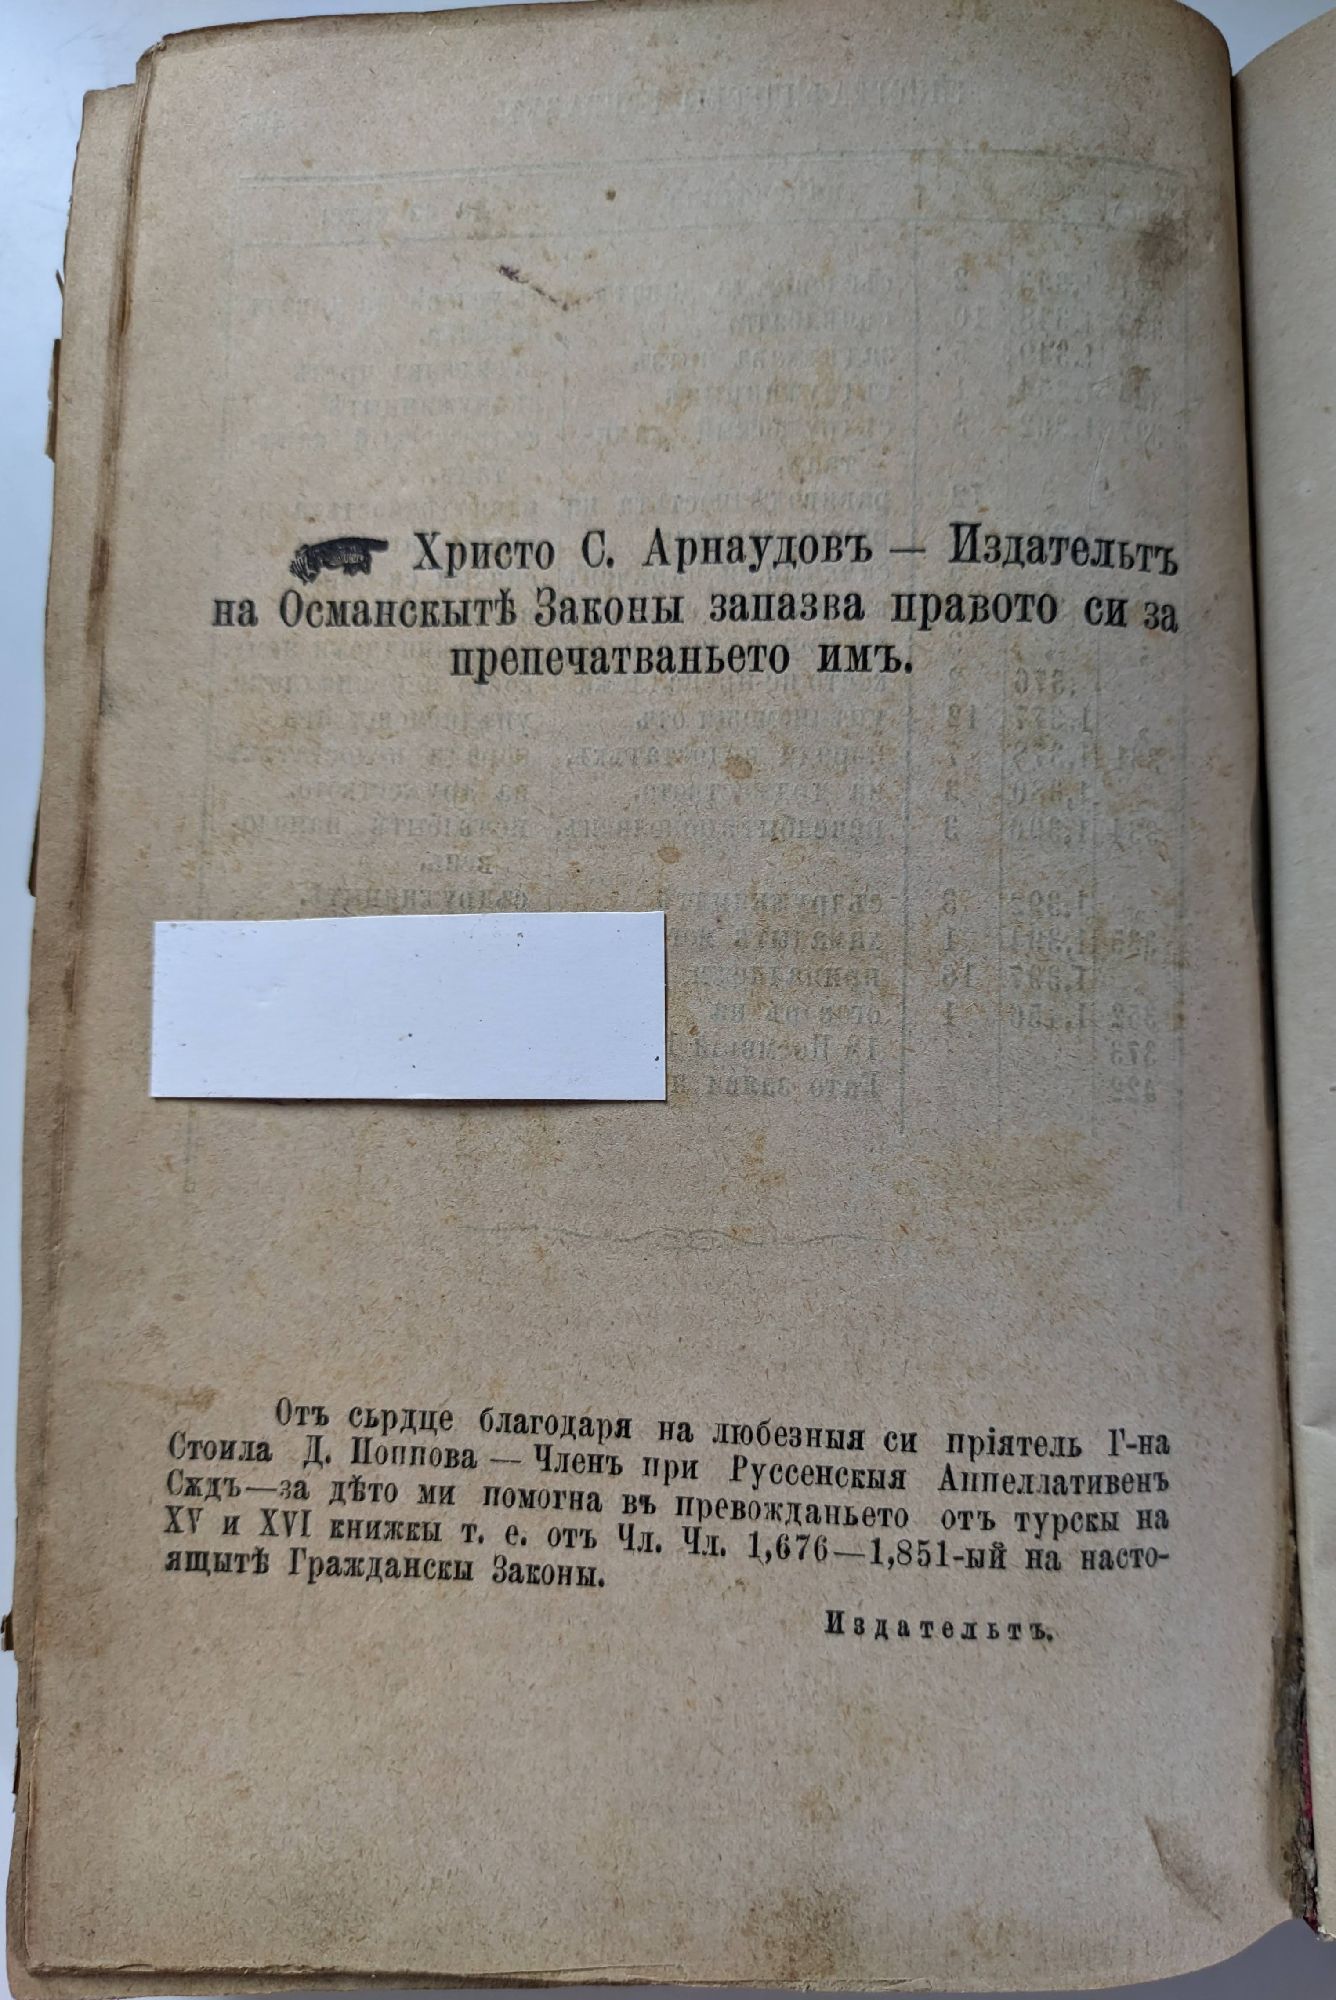 Христо С. Арнаудовъ — Издательтъ
на Османскытѣ Законы запазва правото си за
препечатваньето имъ.
Отъ сърдце благодаря на любезныя си пріятель Г-на
Стоила Д. Поппова — Членъ при Руссенскыя Аппеллативенъ
Сѫдъ—за дѣто ми помогна въ превожданьето отъ турскы на
XV и XVI книжкы т. е. отъ Чл. Чл. 1,676—1,851-ый на насто-
ящытѣ Гражданскы Законы.
Издательтъ.